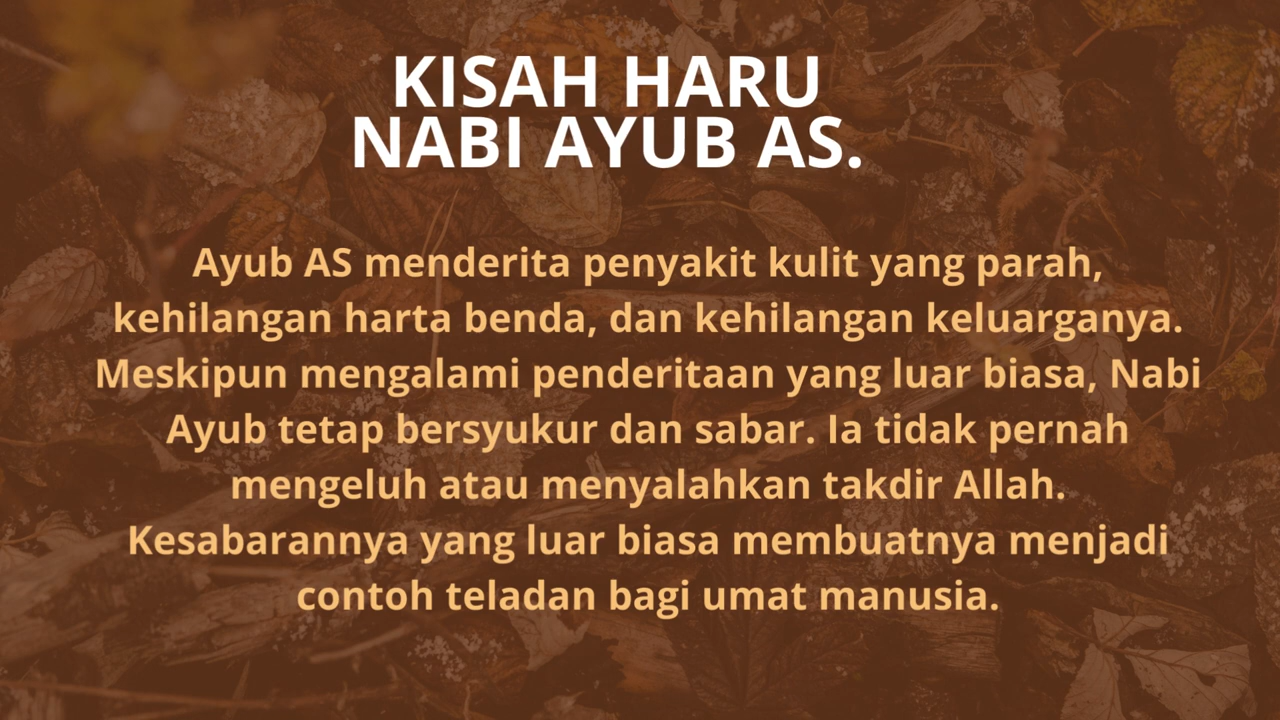 KISAH HARU
NABI AYUB AS.
Ayub AS menderita penyakit kulit yang parah,
kehilangan harta benda, dan kehilangan keluarganya.
Meskipun mengalami penderitaan yang luar biasa, Nabi
Ayub tetap bersyukur dan sabar. Ia tidak pernah
mengeluh atau menyalahkan takdir Allah.
Kesabarannya yang luar biasa membuatnya menjadi
contoh teladan bagi umat manusia.